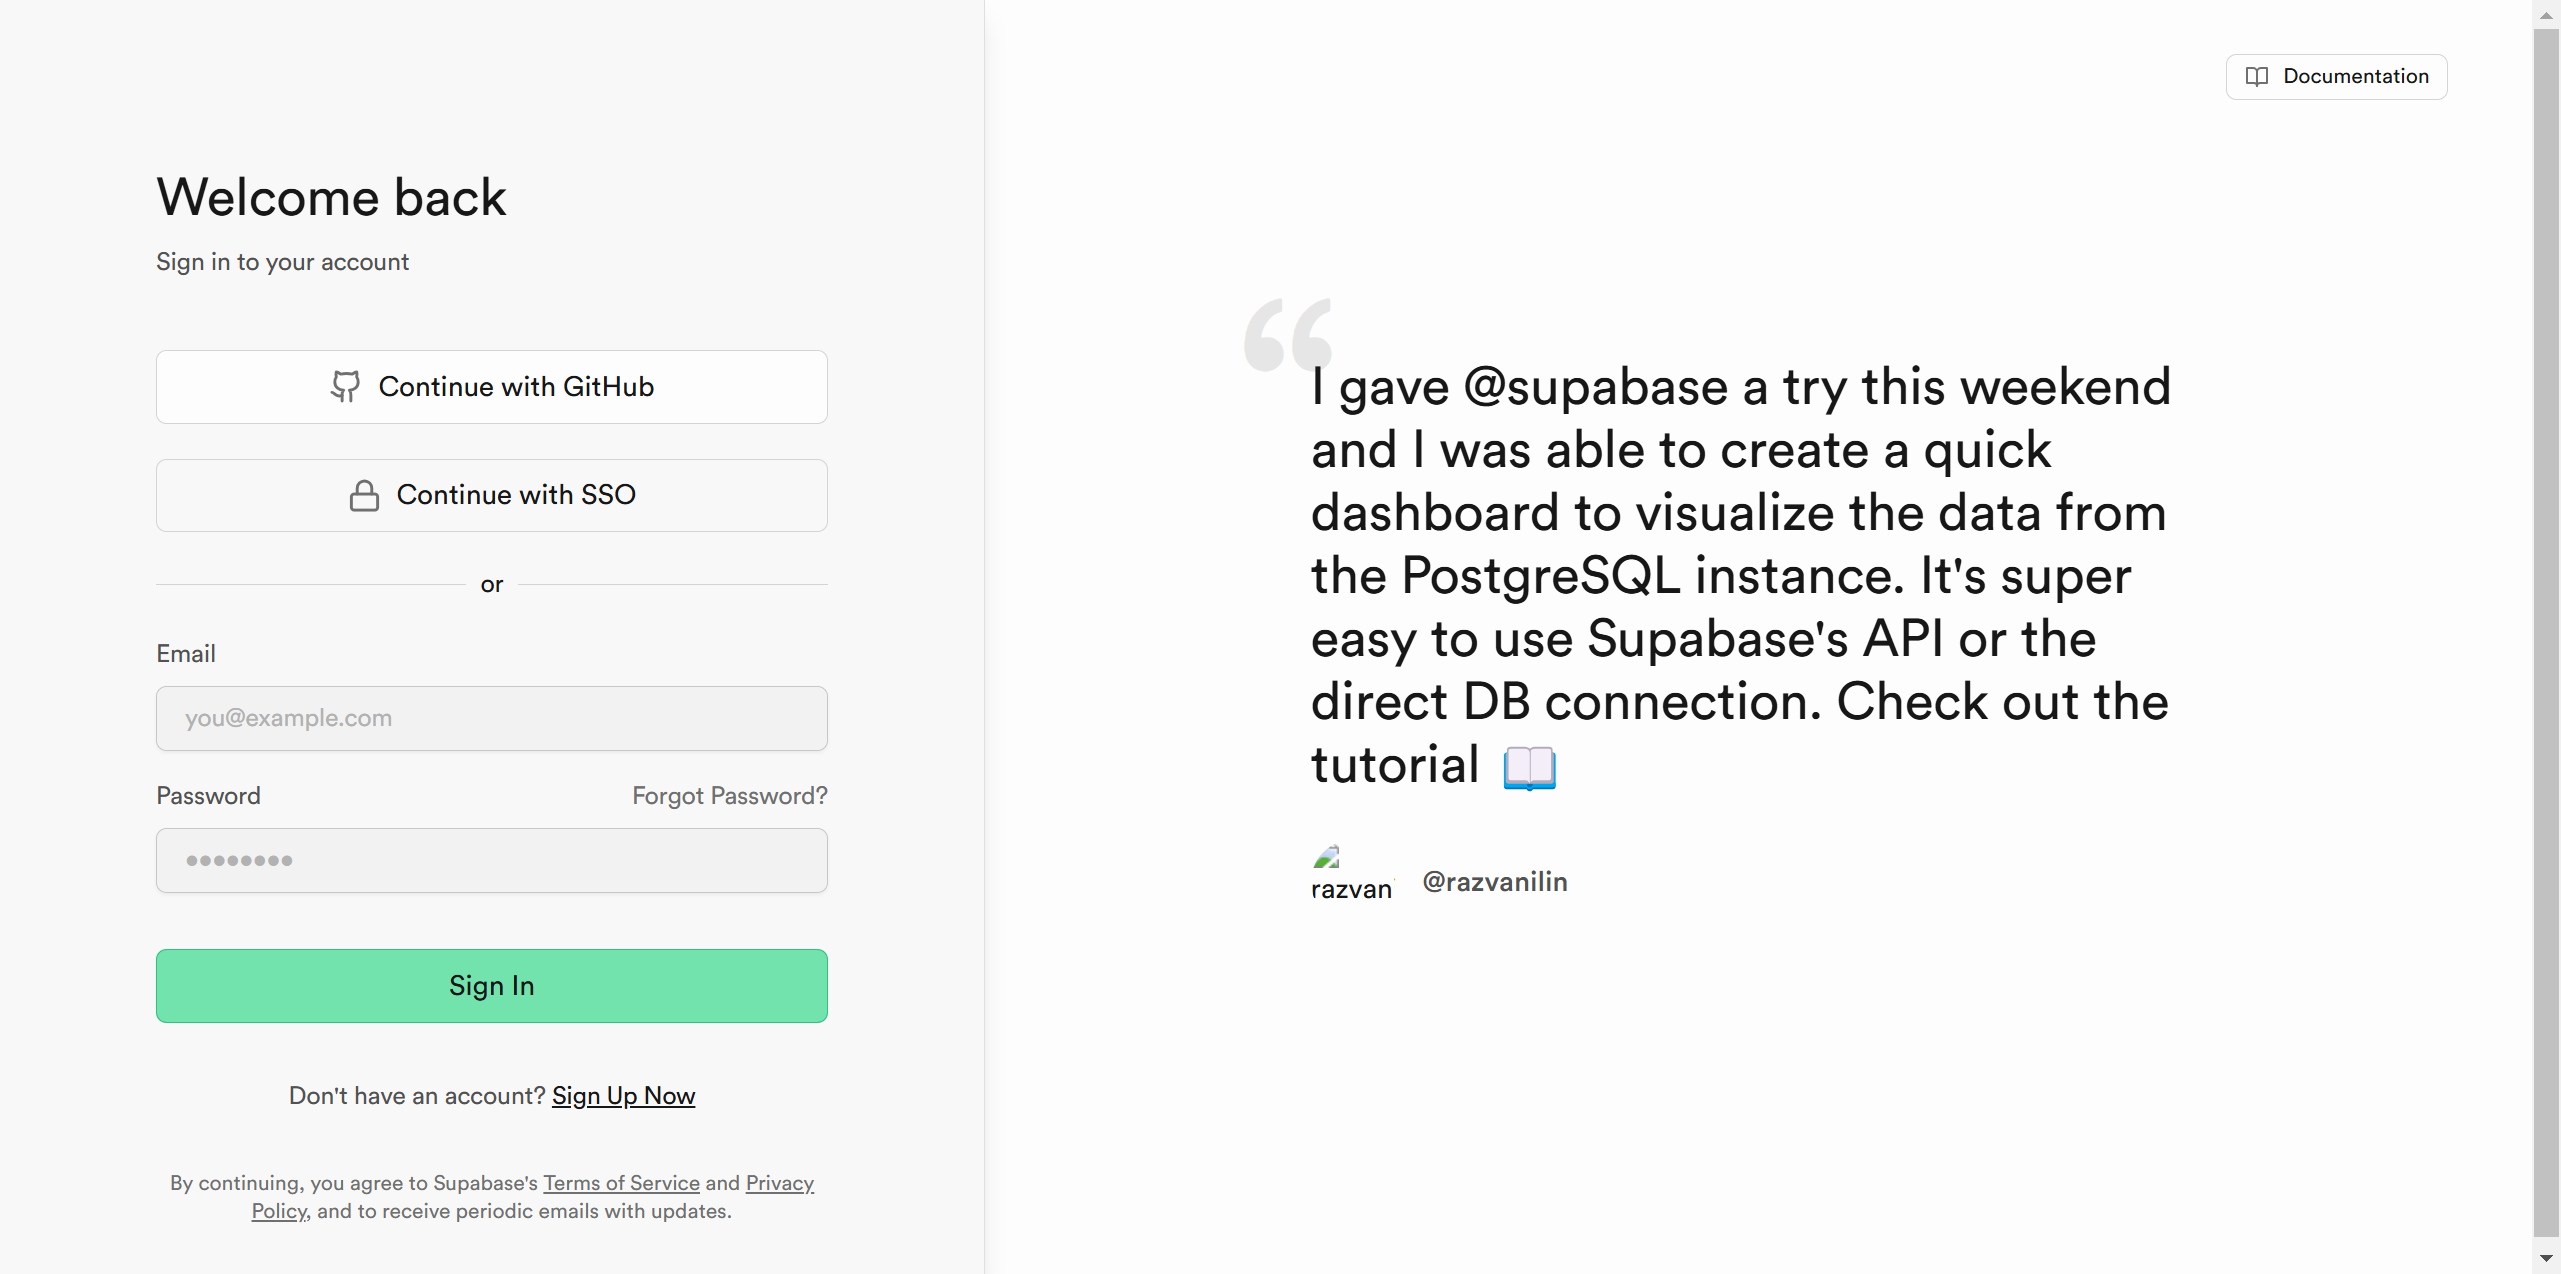 Documentation
Welcome back
Sign in to your account
Continue with GitHub
Continue with SSO
or
Email
you@example.com
Password
Forgot Password?
Sign In
Don't have an account? Sign Up Now
By continuing, you agree to Supabase's Terms of Service and Privacy
Policy, and to receive periodic emails with updates.
I gave @supabase a try this weekend
and I was able to create a quick
dashboard to visualize the data from
the PostgreSQL instance. It's super
easy to use Supabase's API or the
direct DB connection. Check out the
tutorial 📖
razvan
@razvanilin